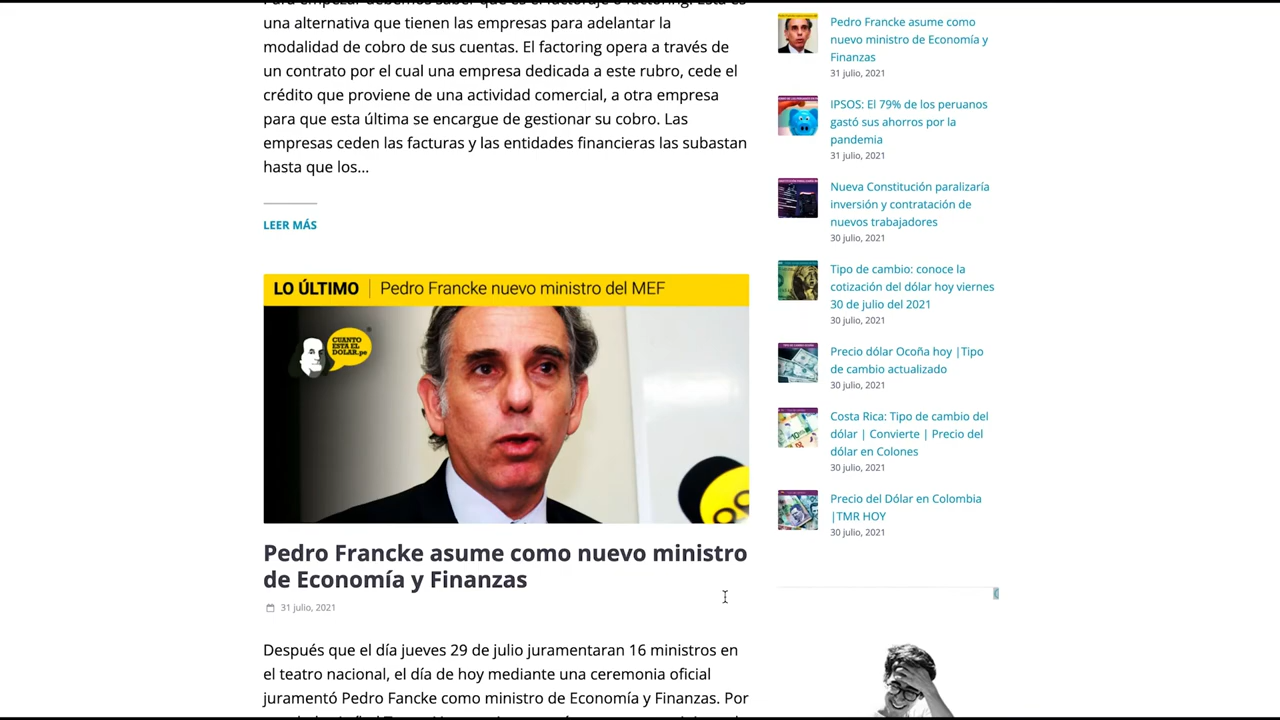 una alternativa que tienen las empresas para adelantar la
modalidad de cobro de sus cuentas. El factoring opera a través de
un contrato por el cual una empresa dedicada a este rubro, cede el
crédito que proviene de una actividad comercial, a otra empresa
para que esta última se encargue de gestionar su cobro. Las
empresas ceden las facturas y las entidades financieras las subastan
hasta que los...
LEER MÁS
LO ÚLTIMO | Pedro Francke nuevo ministro del MEF
CUANTO
ESTA EL
DOLAR.pe
Pedro Francke asume como nuevo ministro
de Economía y Finanzas
31 julio, 2021
Después que el día jueves 29 de julio juramentaran 16 ministros en
el teatro nacional, el día de hoy mediante una ceremonia oficial
juramentó Pedro Fancke como ministro de Economía y Finanzas. Por
Pedro Francke asume como
nuevo ministro de Economía y
Finanzas
31 julio, 2021
IPSOS: El 79% de los peruanos
gastó sus ahorros por la
pandemia
31 julio, 2021
Nueva Constitución paralizaría
inversión y contratación de
nuevos trabajadores
30 julio, 2021
Tipo de cambio: conoce la
cotización del dólar hoy viernes
30 de julio del 2021
30 julio, 2021
Precio dólar Ocoña hoy |Tipo
de cambio actualizado
30 julio, 2021
Costa Rica: Tipo de cambio del
dólar | Convierte | Precio del
dólar en Colones
30 julio, 2021
Precio del Dólar en Colombia
|TMR HOY
30 julio, 2021